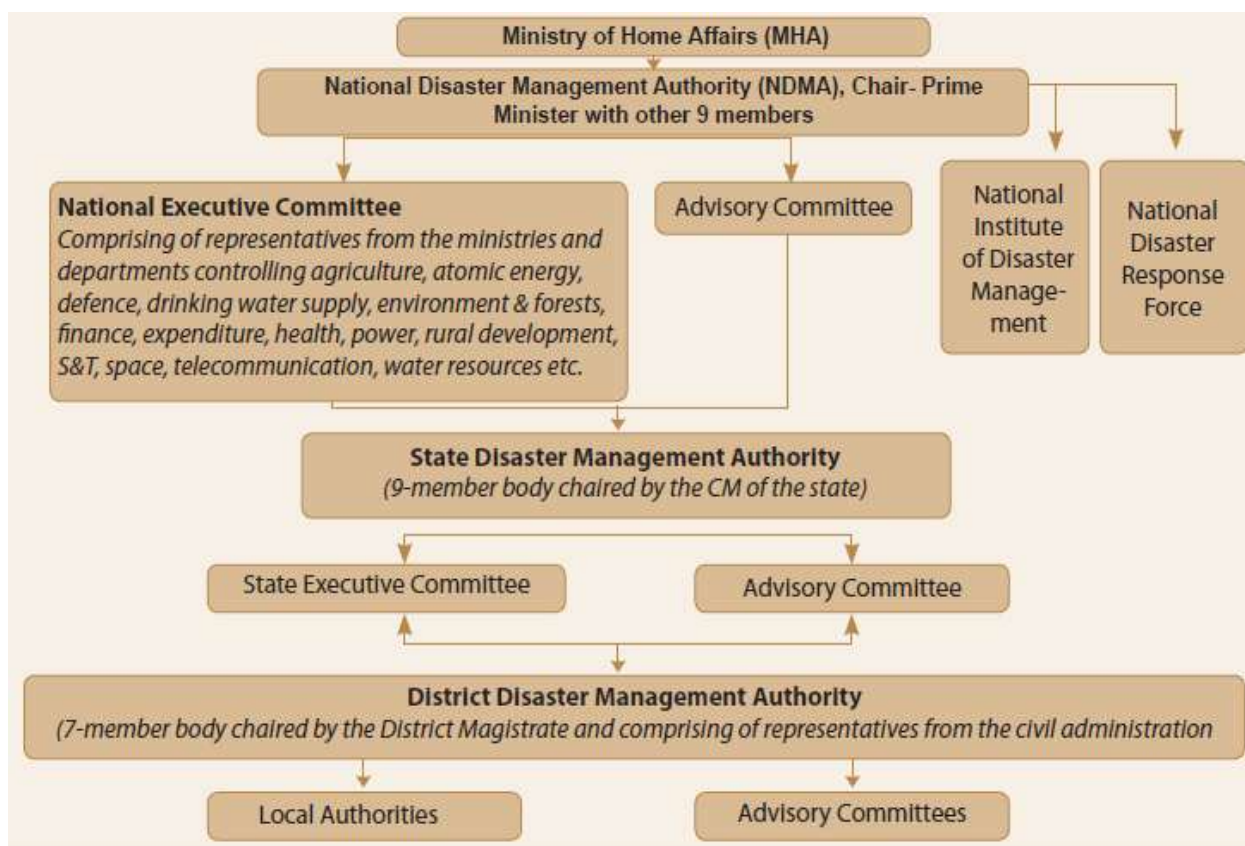 Ministry of Home Affairs (MHA)
National Disaster Management Authority (NDMA), Chair- Prime
Minister with other 9 members
National Executive Committee
Comprising of representatives from the ministries and
departments controlling agriculture, atomic energy,
defence, drinking water supply, environment & forests,
finance, expenditure, health, power, rural development,
S&T, space, telecommunication, water resources etc.
Advisory Committee
National
Institute
of Disaster
Manage-
ment
National
Disaster
Response
Force
State Disaster Management Authority
(9-member body chaired by the CM of the state)
State Executive Committee
Advisory Committee
District Disaster Management Authority
(7-member body chaired by the District Magistrate and comprising of representatives from the civil administration
Local Authorities
Advisory Committees